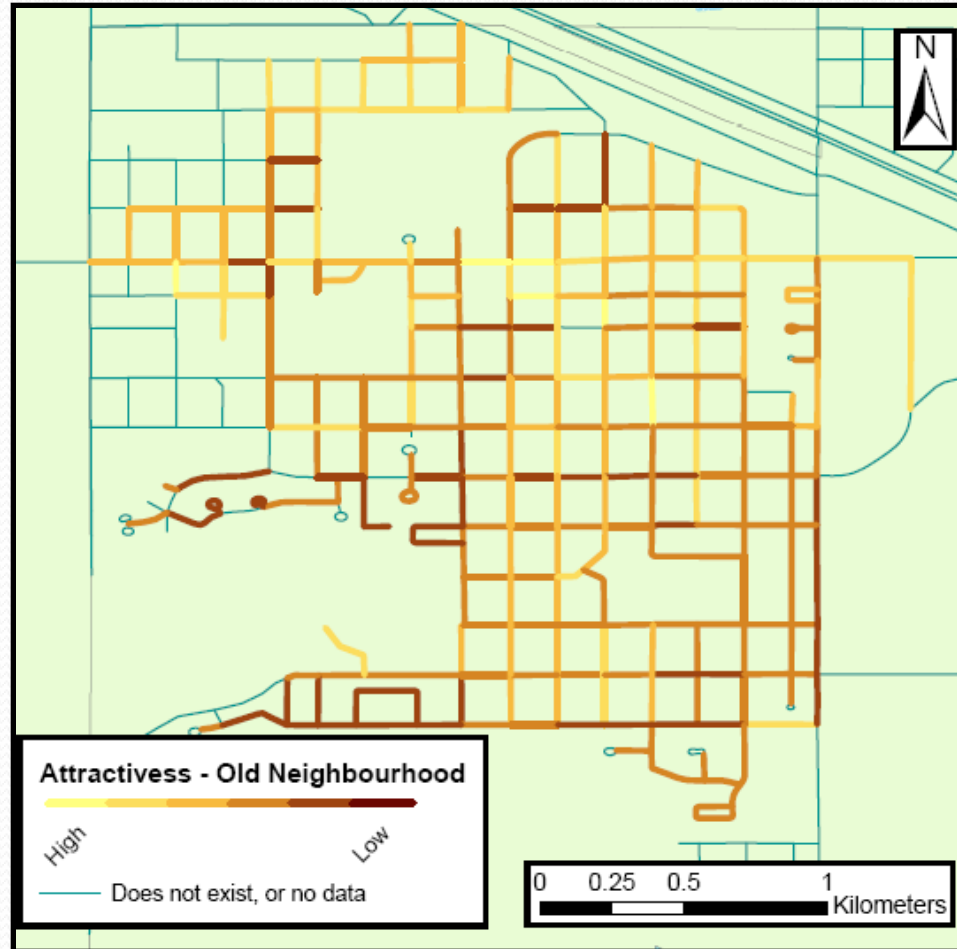 N
Attractivess - Old Neighbourhood
High
Low
Does not exist, or no data
0 0.25 0.5 1
Kilometers